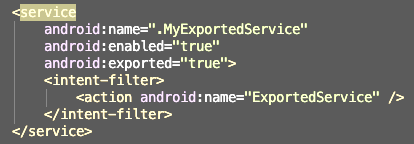 <service
    android:name=".MyExportedService"
    android:enabled="true"
    android:exported="true">
    <intent-filter>
        <action android:name="ExportedService" />
    </intent-filter>
</service>